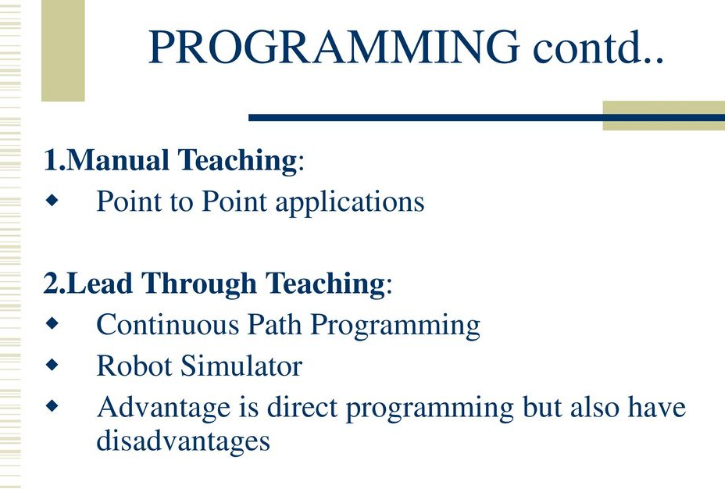 PROGRAMMING contd..
1.Manual Teaching:
◆ Point to Point applications
2.Lead Through Teaching:
◆ Continuous Path Programming
◆ Robot Simulator
◆ Advantage is direct programming but also have
disadvantages